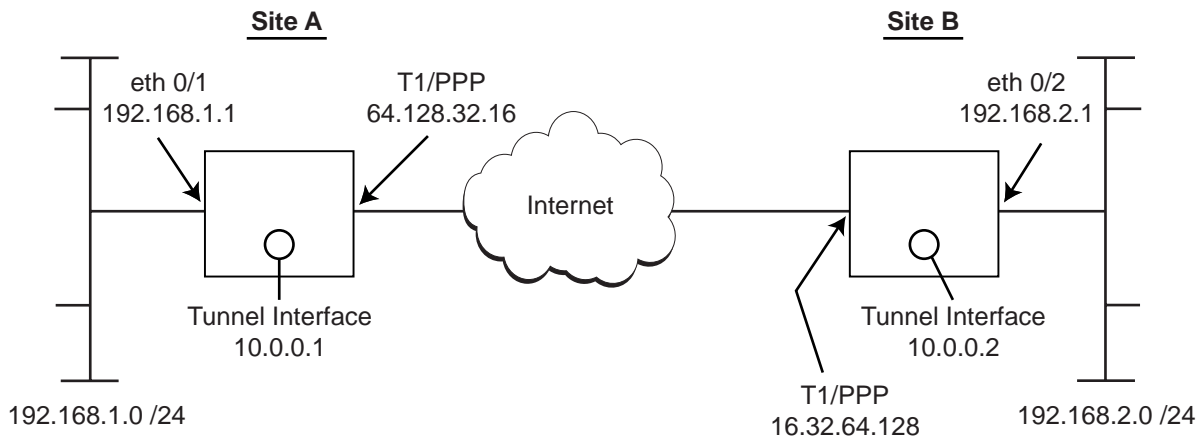 Site A
Site B
eth 0/1
192.168.1.1
T1/PPP
64.128.32.16
eth 0/2
192.168.2.1
Internet
Tunnel Interface
10.0.0.1
Tunnel Interface
10.0.0.2
T1/PPP
16.32.64.128
192.168.1.0 /24
192.168.2.0 /24